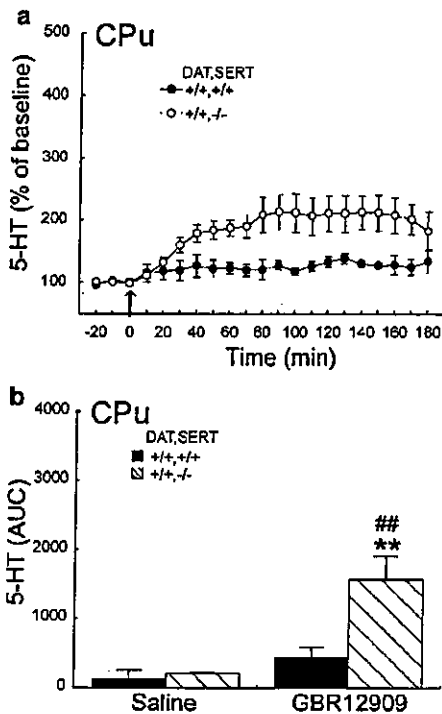 a
CPu
DAT,SERT
+/+,+/+
+/+,-/-
500
400
300
200
100
5-HT (% of baseline)
-20 0 20 40 60 80 100 120 140 160 180
Time (min)
b
CPu
DAT,SERT
+/+,+/+
+/+,-/-
4000
3000
2000
1000
0
5-HT (AUC)
##
**
Saline GBR12909